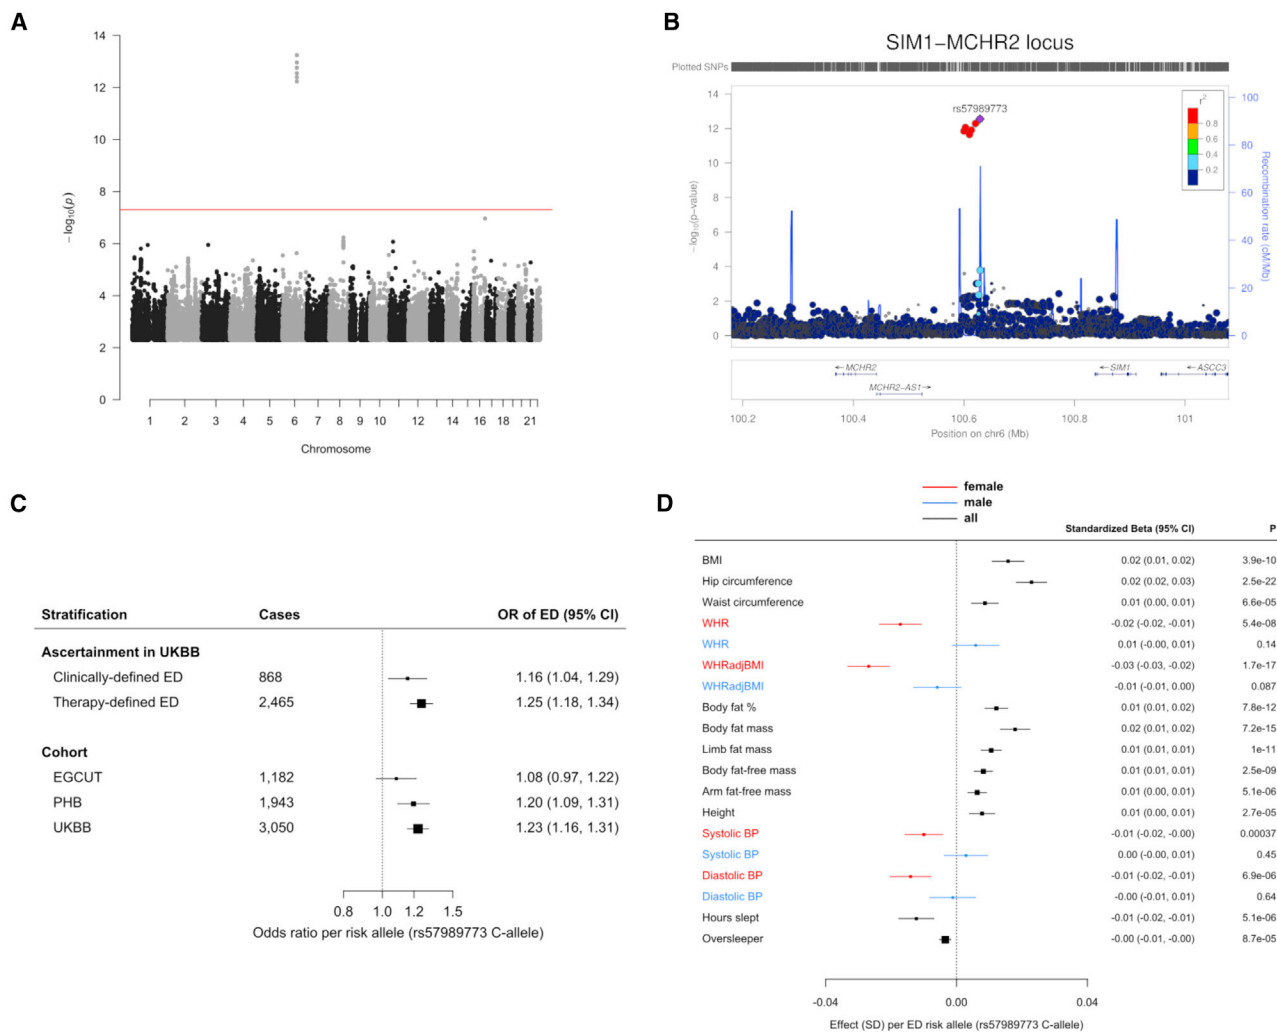 A
14
12
10
8
6
4
2
0
−log₁₀(p)
1 2 3 4 5 6 7 8 9 10 12 14 16 18 21
Chromosome
B
SIM1−MCHR2 locus
Plotted SNPs
14
12
10
8
6
4
2
0
−log₁₀(p−value)
rs57989773
r²
0.8
0.6
0.4
0.2
100
80
60
40
20
0
Recombination rate (cM/Mb)
←MCHR2
MCHR2−AS1→
←SIM1
←ASCC3
100.2 100.4 100.6 100.8 101
Position on chr6 (Mb)
C
Stratification Cases OR of ED (95% CI)
Ascertainment in UKBB
Clinically-defined ED 868 1.16 (1.04, 1.29)
Therapy-defined ED 2,465 1.25 (1.18, 1.34)
Cohort
EGCUT 1,182 1.08 (0.97, 1.22)
PHB 1,943 1.20 (1.09, 1.31)
UKBB 3,050 1.23 (1.16, 1.31)
0.8 1.0 1.2 1.5
Odds ratio per risk allele (rs57989773 C-allele)
D
female
male
all
Standardized Beta (95% CI) P
BMI 0.02 (0.01, 0.02) 3.9e-10
Hip circumference 0.02 (0.02, 0.03) 2.5e-22
Waist circumference 0.01 (0.00, 0.01) 6.6e-05
WHR -0.02 (-0.02, -0.01) 5.4e-08
WHR 0.01 (-0.00, 0.01) 0.14
WHRadjBMI -0.03 (-0.03, -0.02) 1.7e-17
WHRadjBMI -0.01 (-0.01, 0.00) 0.087
Body fat % 0.01 (0.01, 0.02) 7.8e-12
Body fat mass 0.02 (0.01, 0.02) 7.2e-15
Limb fat mass 0.01 (0.01, 0.01) 1e-11
Body fat-free mass 0.01 (0.01, 0.01) 2.5e-09
Arm fat-free mass 0.01 (0.00, 0.01) 5.1e-06
Height 0.01 (0.00, 0.01) 2.7e-05
Systolic BP -0.01 (-0.02, -0.00) 0.00037
Systolic BP 0.00 (-0.00, 0.01) 0.45
Diastolic BP -0.01 (-0.02, -0.01) 6.9e-06
Diastolic BP -0.00 (-0.01, 0.01) 0.64
Hours slept -0.01 (-0.02, -0.01) 5.1e-06
Oversleeper -0.00 (-0.01, -0.00) 8.7e-05
-0.04 0.00 0.04
Effect (SD) per ED risk allele (rs57989773 C-allele)